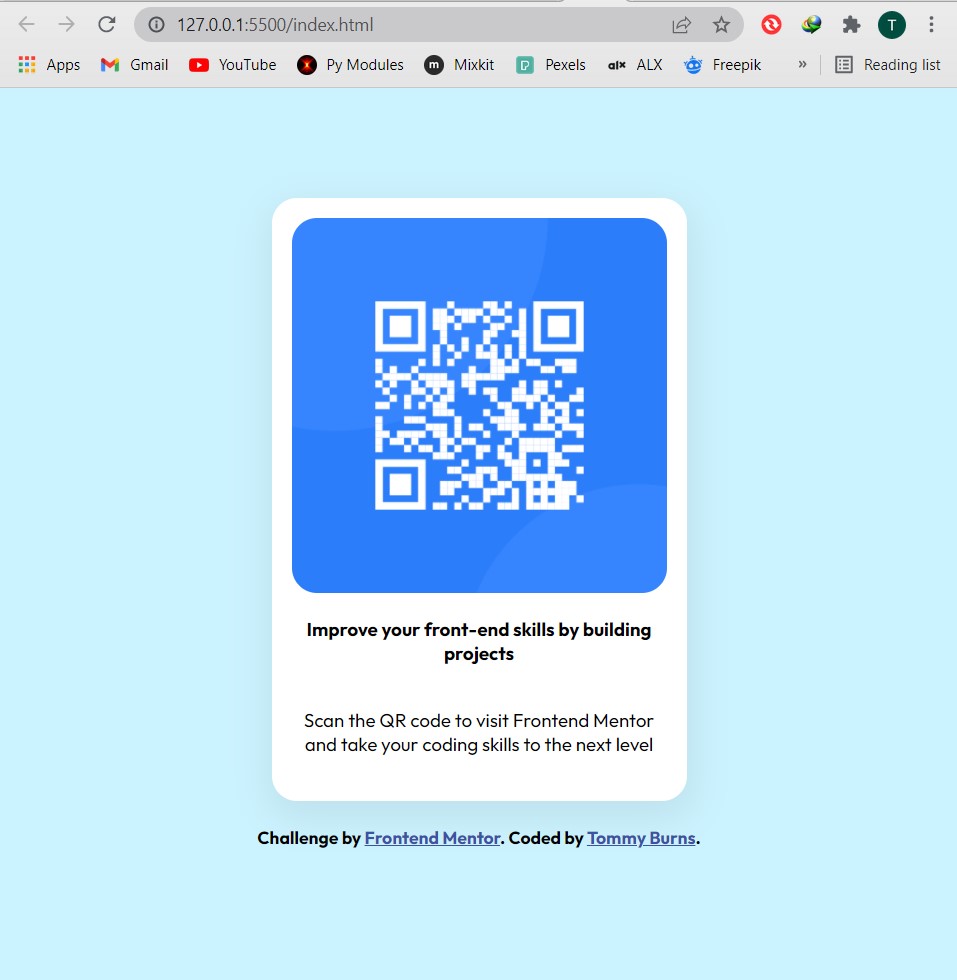 127.0.0.1:5500/index.html
T
Apps Gmail YouTube Py Modules m Mixkit P Pexels alx ALX Freepik » Reading list
Improve your front-end skills by building
projects
Scan the QR code to visit Frontend Mentor
and take your coding skills to the next level
Challenge by Frontend Mentor. Coded by Tommy Burns.